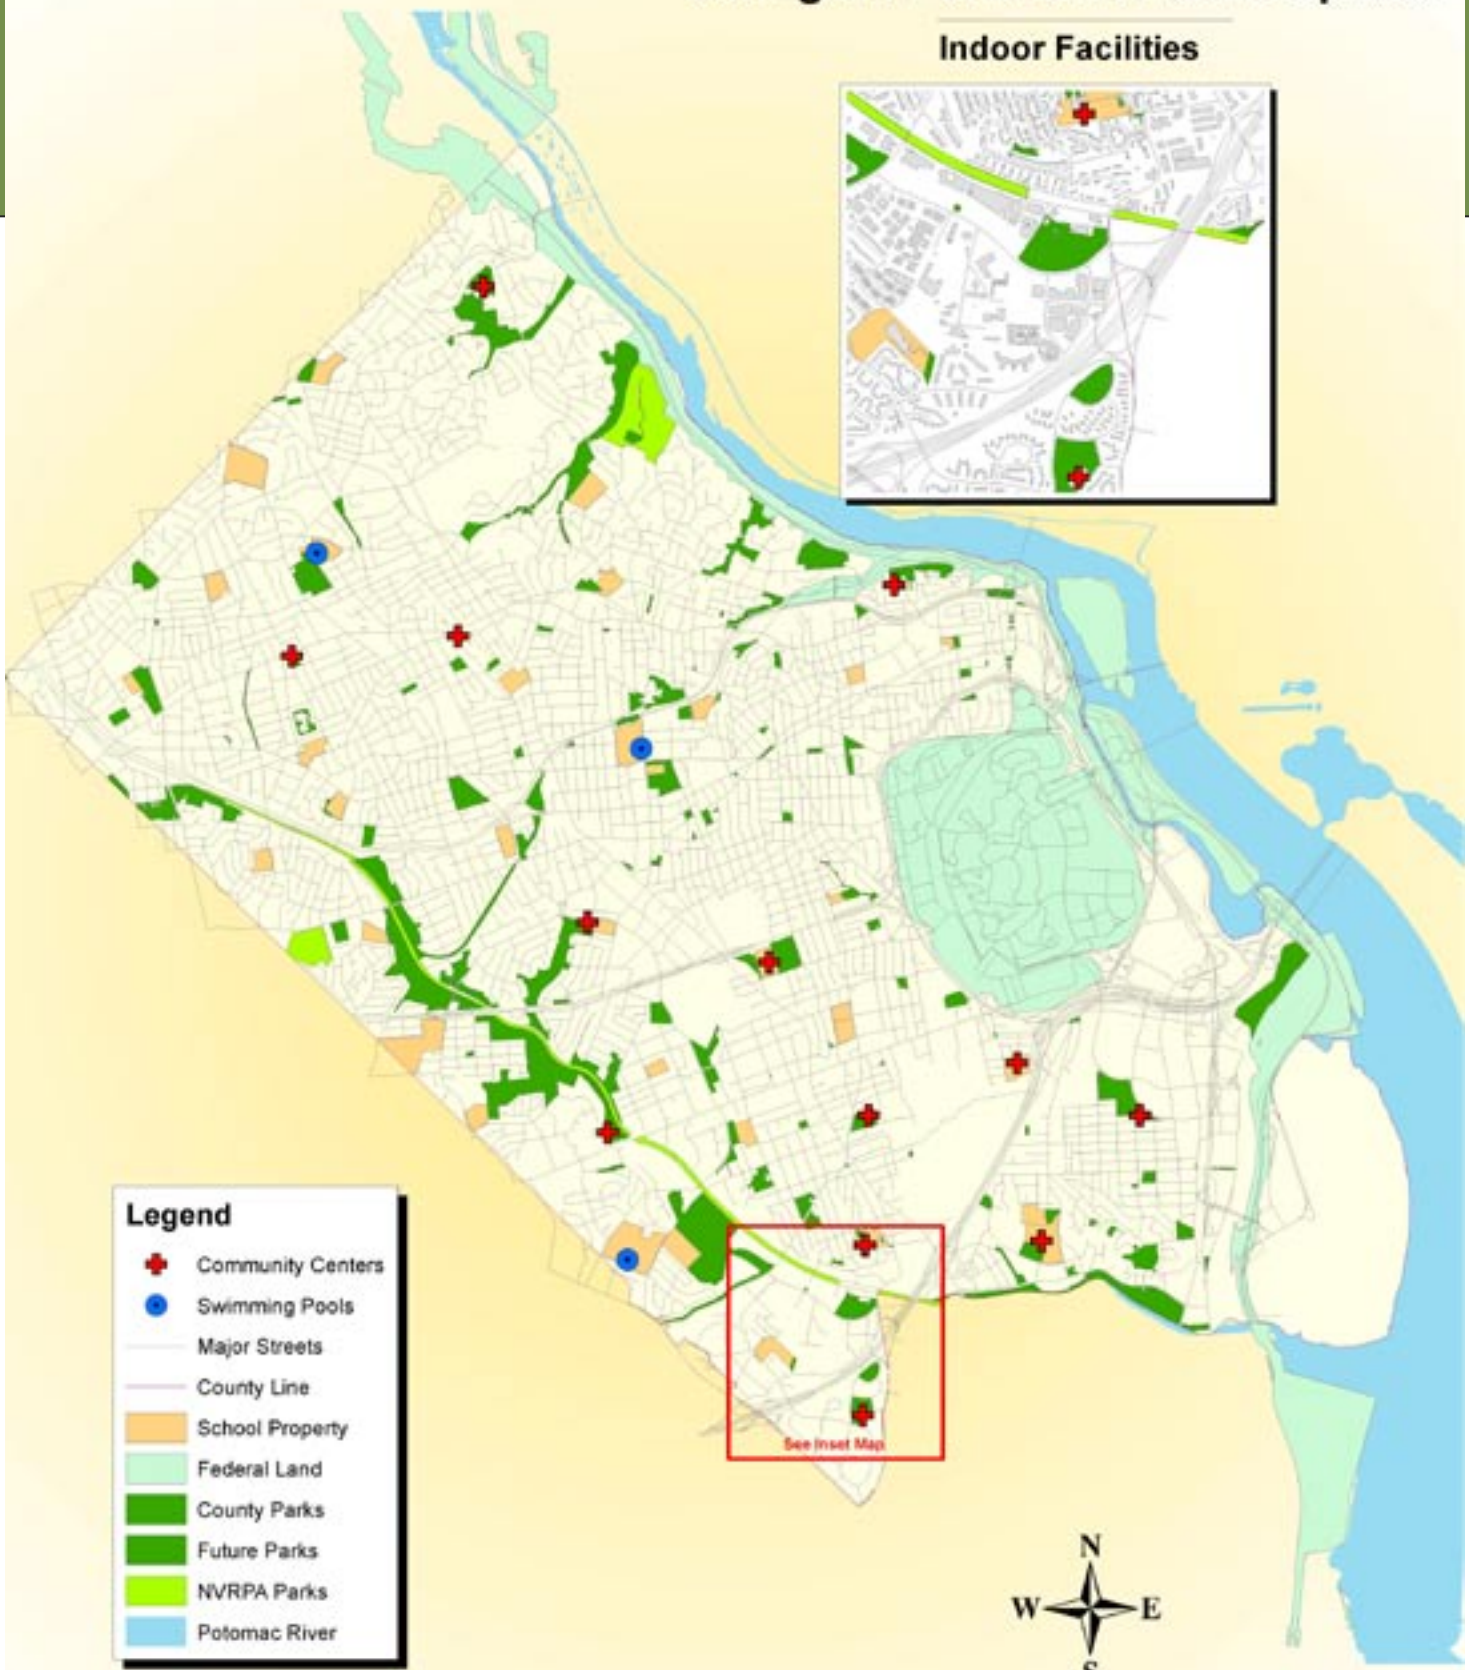 Indoor Facilities
See Inset Map
Legend
Community Centers
Swimming Pools
Major Streets
County Line
School Property
Federal Land
County Parks
Future Parks
NVRPA Parks
Potomac River
N
W E
S